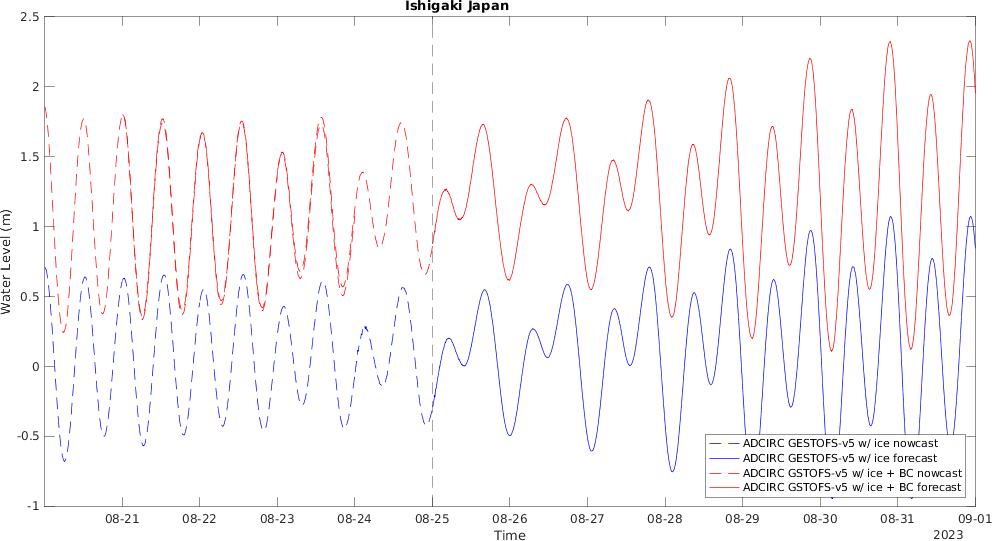 Ishigaki Japan
2.5
2
1.5
1
0.5
0
-0.5
-1
Water Level (m)
ADCIRC GESTOFS-v5 w/ ice nowcast
ADCIRC GESTOFS-v5 w/ ice forecast
ADCIRC GSTOFS-v5 w/ ice + BC nowcast
ADCIRC GSTOFS-v5 w/ ice + BC forecast
08-21 08-22 08-23 08-24 08-25 08-26 08-27 08-28 08-29 08-30 08-31 09-01
Time
2023